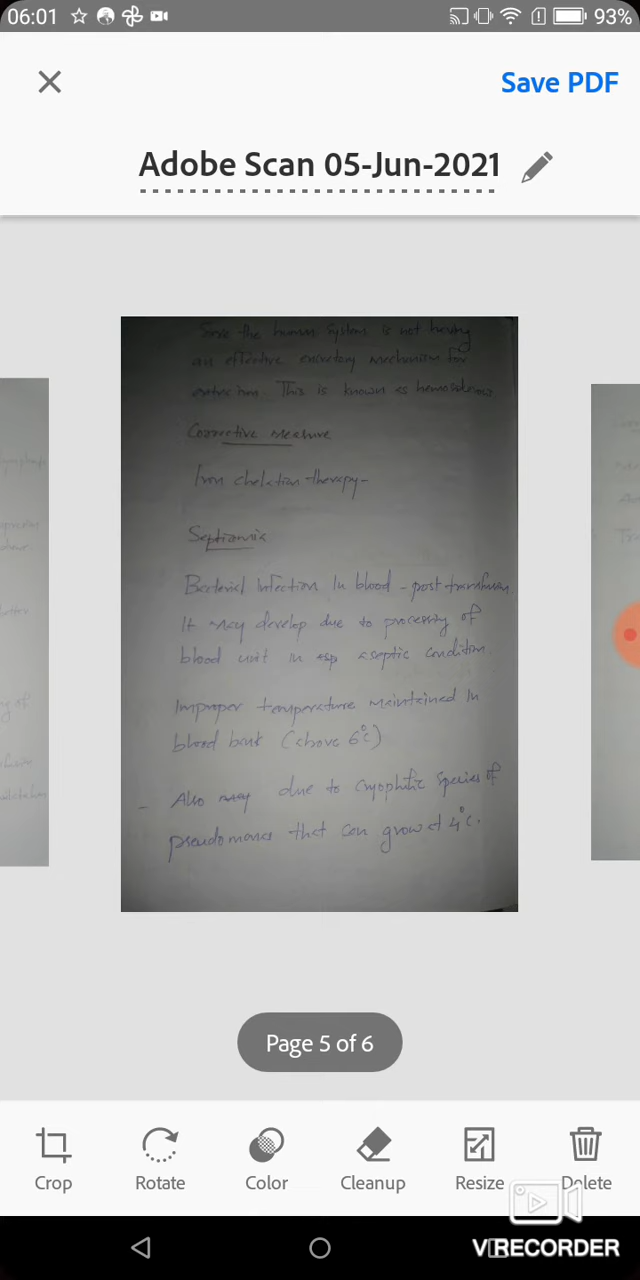 06:01
93%
Save PDF
Adobe Scan 05-Jun-2021
the human system is not having
an effective excretory mechanism for
This is known as
Corrective Measure
Iron chelation therapy-
Septiamia
Bacterial Infection In blood - post transfusion.
It May develop due to processing of
blood unit in esp aseptic condition.
Improper temperature maintained In
blood bank (above 6°c)
- Also may due to cryophilic species of
pseudomonas that can grow at 4°c.
Page 5 of 6
Crop
Rotate
Color
Cleanup
Resize
Delete
VRECORDER